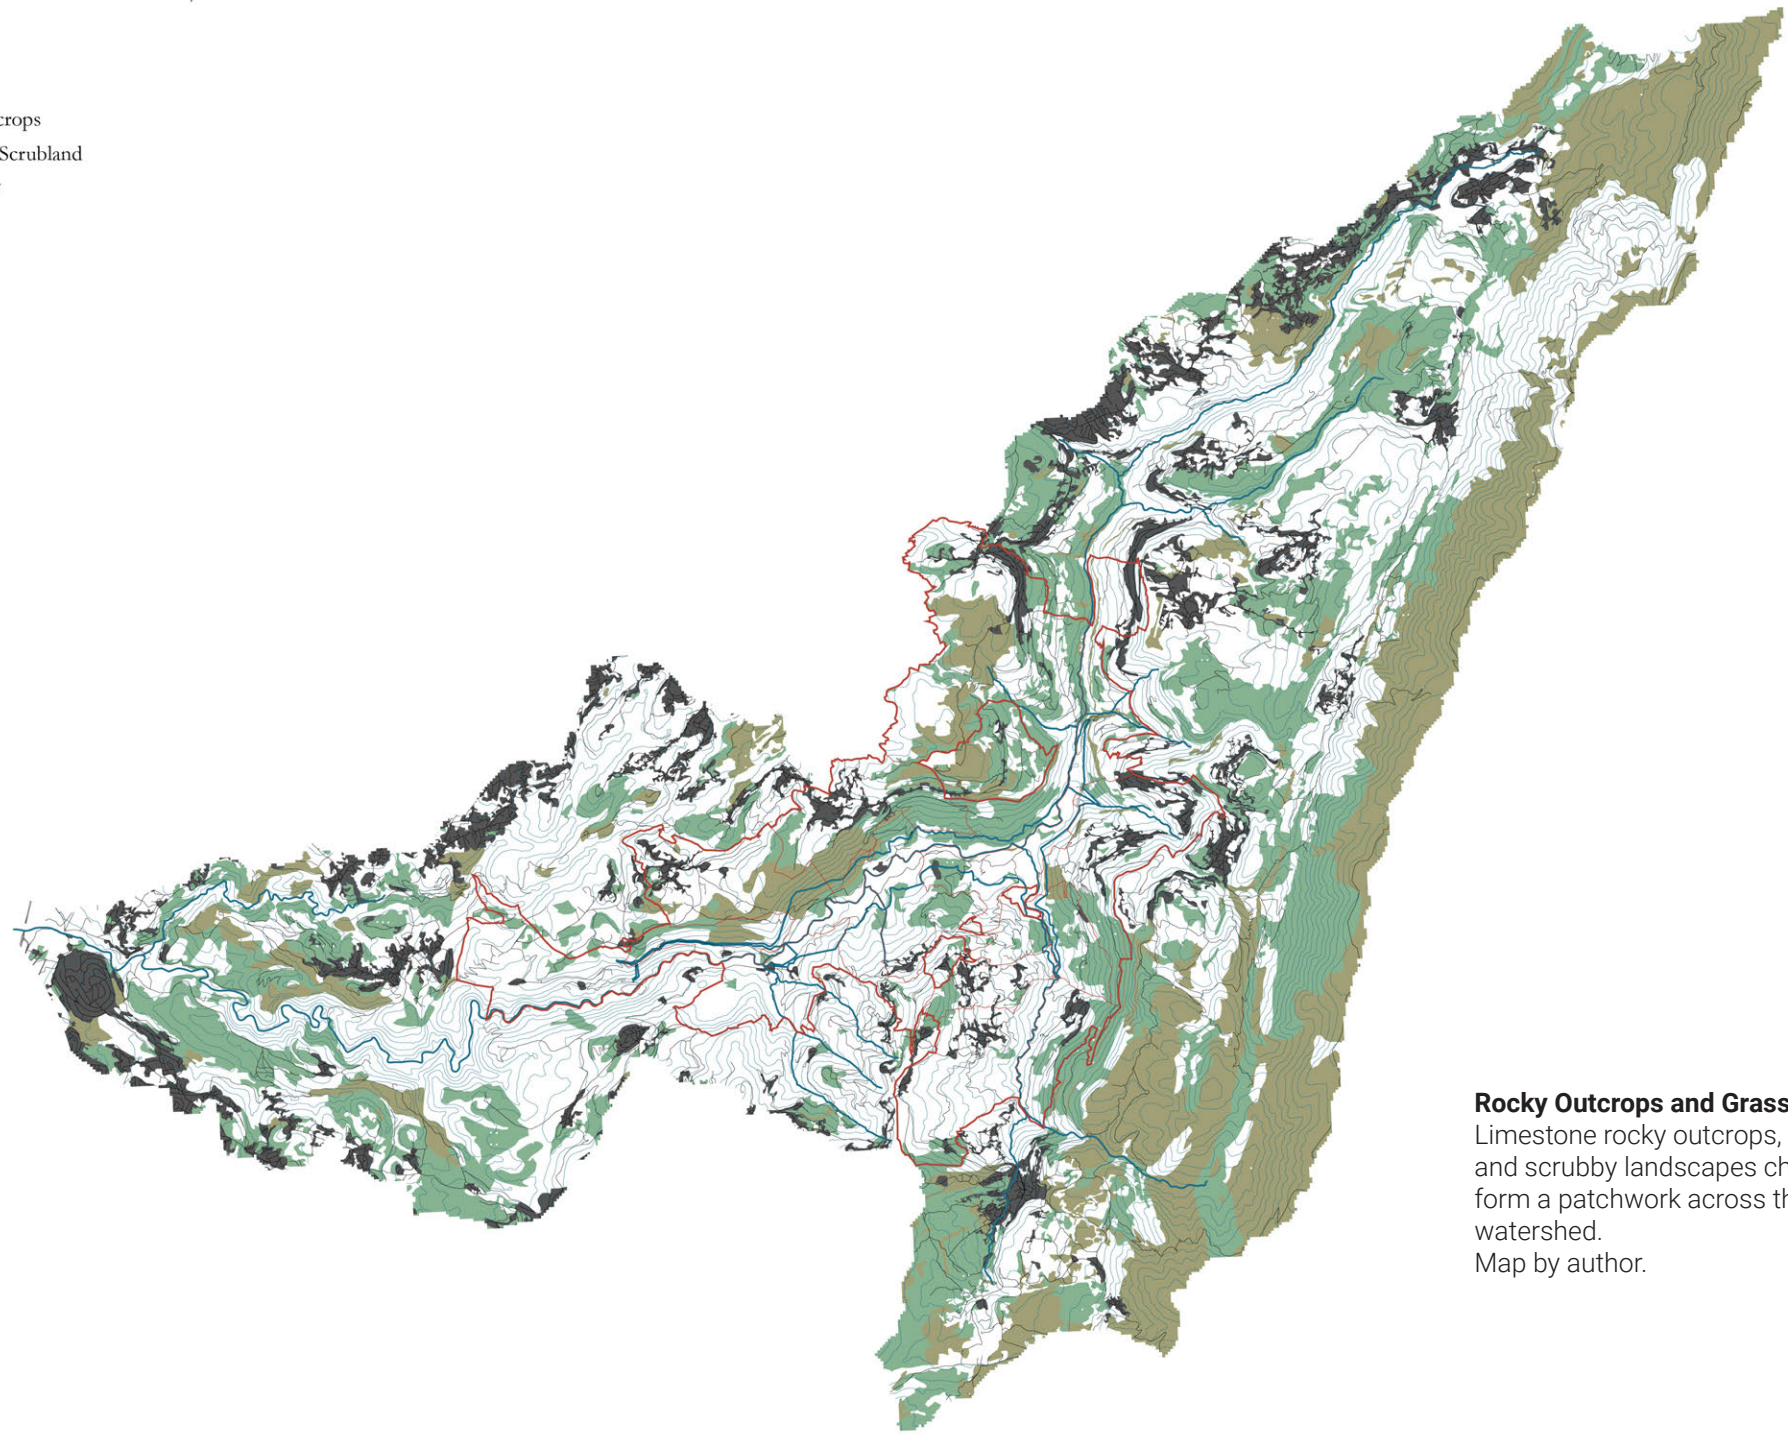 crops
Scrubland
Rocky Outcrops and Grass
Limestone rocky outcrops,
and scrubby landscapes ch
form a patchwork across th
watershed.
Map by author.